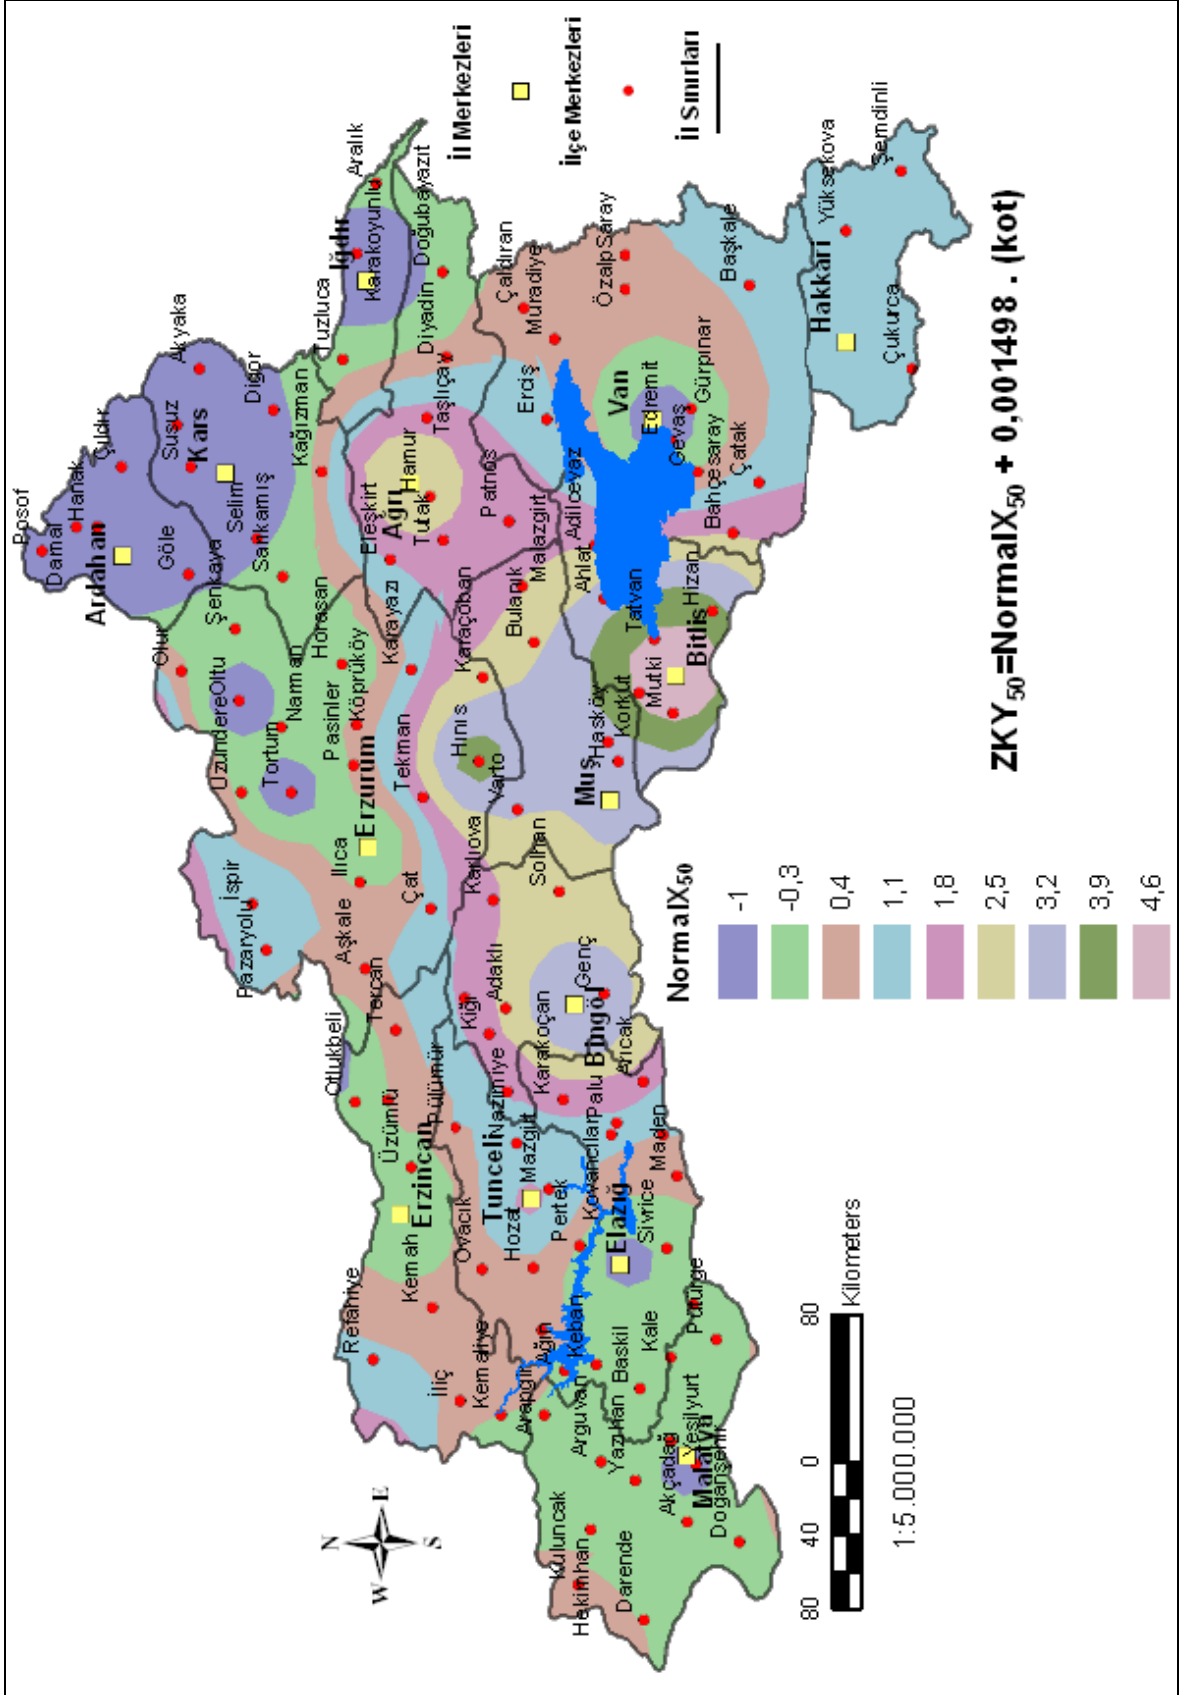 Posof
Damal
Hanak
Çıldır
Ardahan
Göle
Susuz
Akyaka
Kars
Selim
Digor
Sarıkamış
Şenkaya
Olur
Oltu
Uzundere
Narman
Tortum
Horasan
Kağızman
Tuzluca
Iğdır
Karakoyunlu
Aralık
Doğubayazıt
Diyadin
Taşlıçay
Ağrı
Hamur
Eleşkirt
Tutak
Patnos
Pasinler
Köprüköy
Karayazı
Erzurum
Ilıca
İspir
Pazaryolu
Aşkale
Çat
Tekman
Karaçoban
Hınıs
Varto
Bulanık
Malazgirt
Karlıova
Solhan
Muş
Hasköy
Korkut
Mutki
Bitlis
Tatvan
Hizan
Ahlat
Adilcevaz
Erciş
Çaldıran
Muradiye
Özalp
Saray
Van
Edremit
Gevaş
Gürpınar
Bahçesaray
Çatak
Başkale
Hakkari
Yüksekova
Şemdinli
Çukurca
Otlukbeli
Tercan
Üzümlü
Erzincan
Kemah
Refahiye
İliç
Kemaliye
Pülümür
Nazimiye
Ovacık
Tunceli
Hozat
Mazgirt
Pertek
Kiğı
Adaklı
Karakoçan
Bingöl
Genç
Arıcak
Palu
Kovancılar
Maden
Elazığ
Sivrice
Ağın
Keban
Baskil
Arapgir
Arguvan
Yazıhan
Kale
Pütürge
Malatya
Yeşilyurt
Akçadağ
Doğanşehir
Kuluncak
Hekimhan
Darende
N
W
E
S
İl Merkezleri
İlçe Merkezleri
İl Sınırları
NormalX50
-1
-0,3
0,4
1,1
1,8
2,5
3,2
3,9
4,6
ZKY50=NormalX50 + 0,001498 . (kot)
80 40 0 80
Kilometers
1:5.000.000